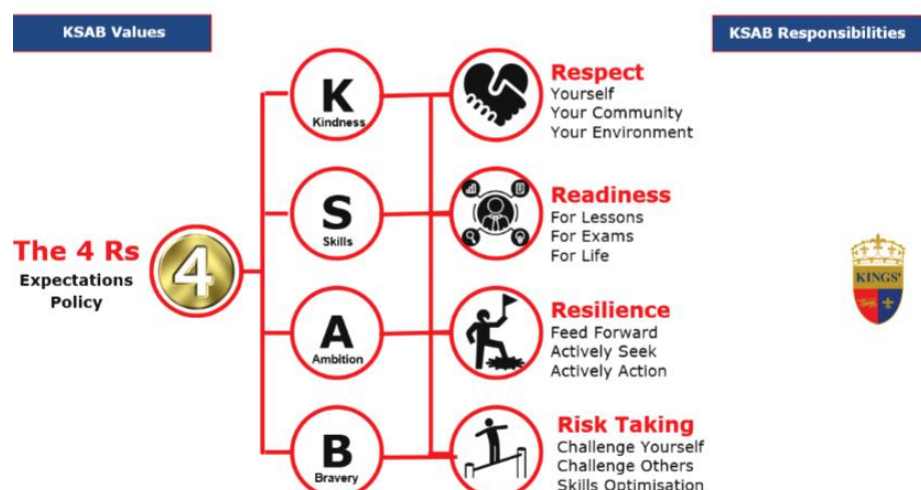 KSAB Values
KSAB Responsibilities
The 4 Rs
Expectations
Policy
4
K
Kindness
Respect
Yourself
Your Community
Your Environment
S
Skills
Readiness
For Lessons
For Exams
For Life
A
Ambition
Resilience
Feed Forward
Actively Seek
Actively Action
B
Bravery
Risk Taking
Challenge Yourself
Challenge Others
Skills Optimisation
KINGS'